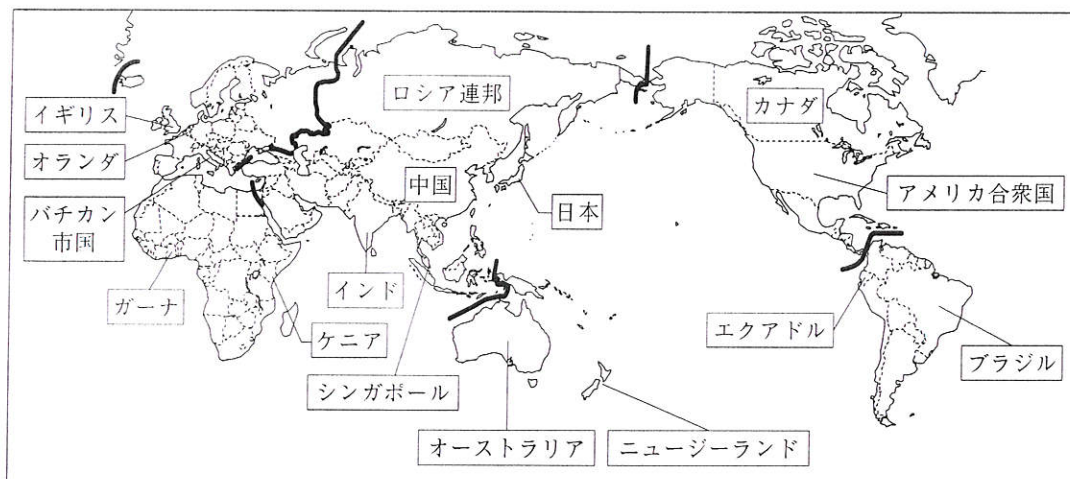 イギリス
オランダ
バチカン
市国
ガーナ
ケニア
シンガポール
インド
ロシア連邦
中国
日本
オーストラリア
ニュージーランド
カナダ
アメリカ合衆国
エクアドル
ブラジル